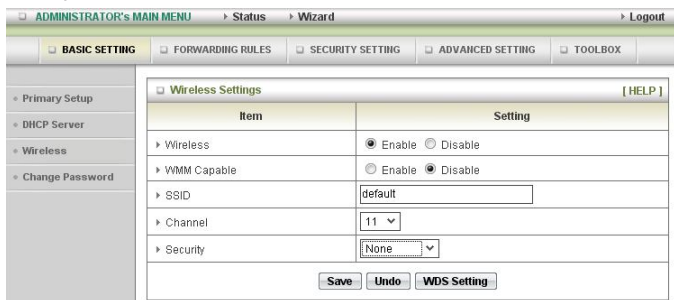 ADMINISTRATOR's MAIN MENU Status Wizard Logout
BASIC SETTING FORWARDING RULES SECURITY SETTING ADVANCED SETTING TOOLBOX
Primary Setup
DHCP Server
Wireless
Change Password
Wireless Settings [ HELP ]
Item Setting
Wireless Enable Disable
WMM Capable Enable Disable
SSID default
Channel 11
Security None
Save Undo WDS Setting